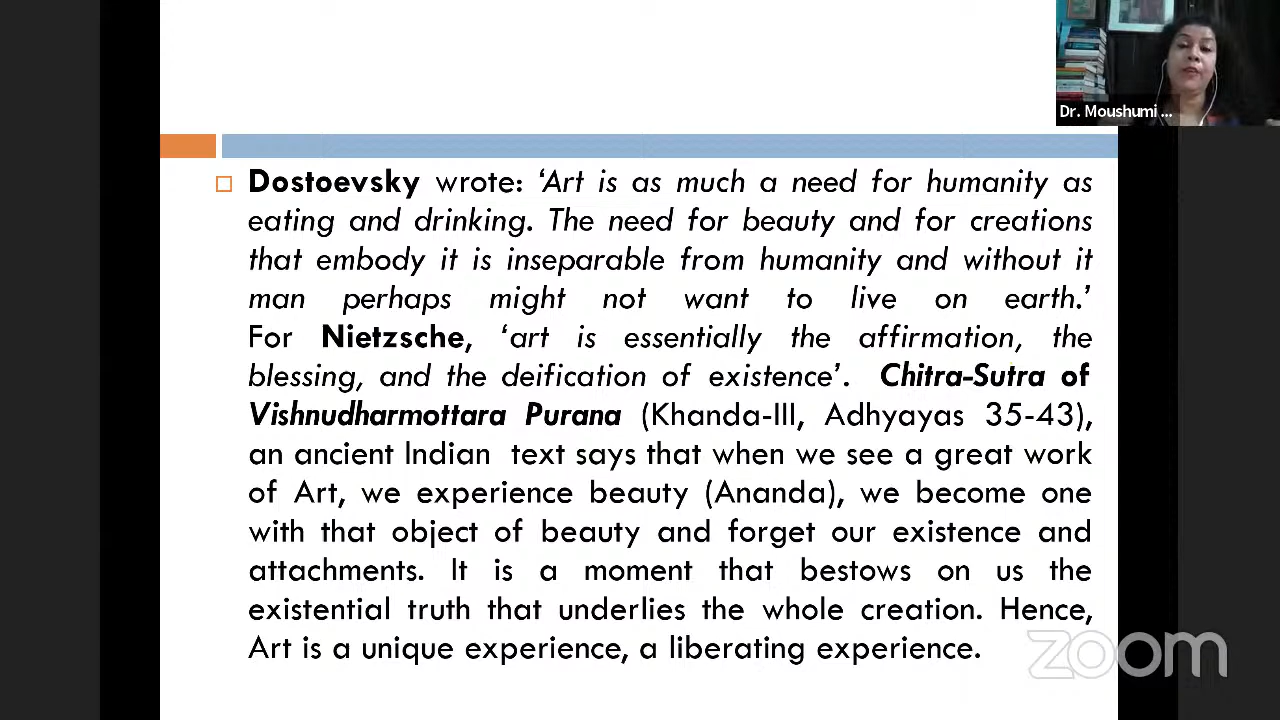 Dr. Moushumi ...
Dostoevsky wrote: ‘Art is as much a need for humanity as
eating and drinking. The need for beauty and for creations
that embody it is inseparable from humanity and without it
man perhaps might not want to live on earth.’
For Nietzsche, ‘art is essentially the affirmation, the
blessing, and the deification of existence’. Chitra-Sutra of
Vishnudharmottara Purana (Khanda-III, Adhyayas 35-43),
an ancient Indian text says that when we see a great work
of Art, we experience beauty (Ananda), we become one
with that object of beauty and forget our existence and
attachments. It is a moment that bestows on us the
existential truth that underlies the whole creation. Hence,
Art is a unique experience, a liberating experience.
zoom